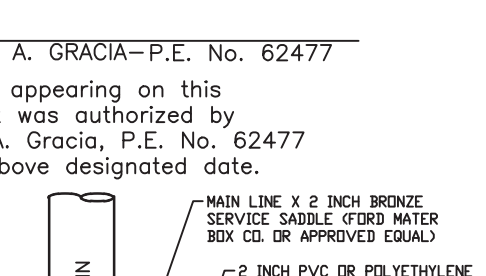 A. GRACIA-P.E. No. 62477
appearing on this
was authorized by
A. Gracia, P.E. No. 62477
above designated date.
MAIN LINE X 2 INCH BRONZE
SERVICE SADDLE (FORD MATER
BOX CO. OR APPROVED EQUAL)
2 INCH PVC OR POLYETHYLENE
IN